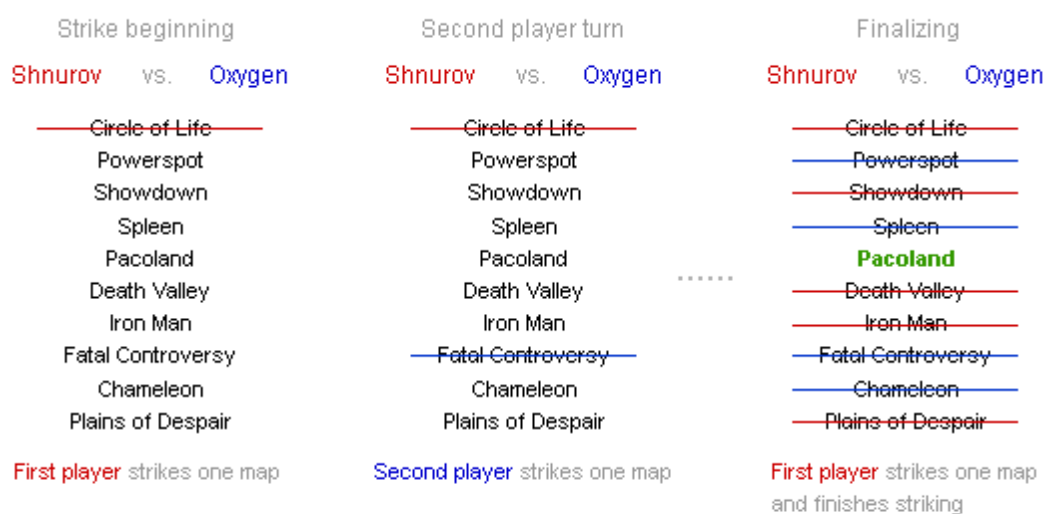 Strike beginning
Shnurov vs. Oxygen
Circle of Life
Powerspot
Showdown
Spleen
Pacoland
Death Valley
Iron Man
Fatal Controversy
Chameleon
Plains of Despair
First player strikes one map
Second player turn
Shnurov vs. Oxygen
Circle of Life
Powerspot
Showdown
Spleen
Pacoland
Death Valley
Iron Man
Fatal Controversy
Chameleon
Plains of Despair
Second player strikes one map
......
Finalizing
Shnurov vs. Oxygen
Circle of Life
Powerspot
Showdown
Spleen
Pacoland
Death Valley
Iron Man
Fatal Controversy
Chameleon
Plains of Despair
First player strikes one map
and finishes striking